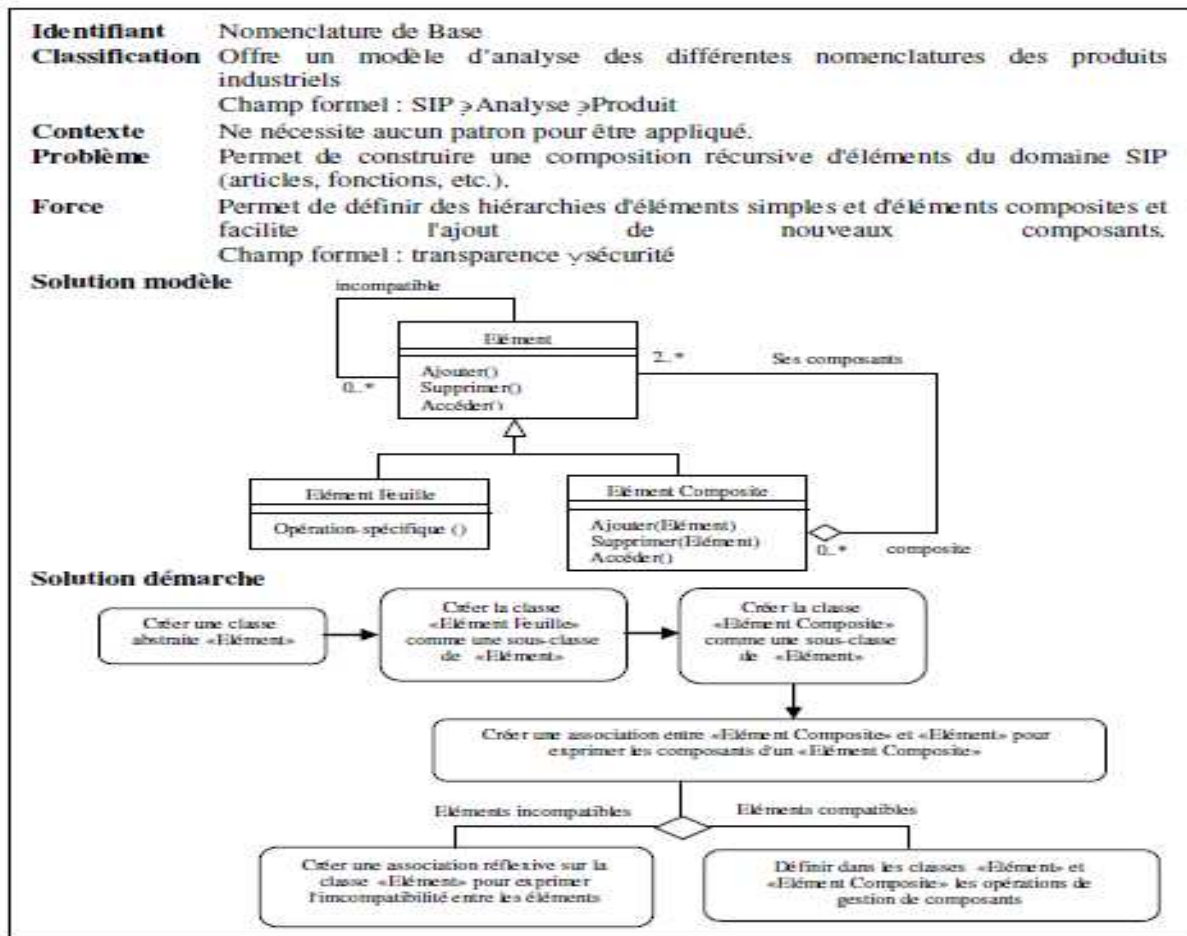 Identifiant Nomenclature de Base
Classification Offre un modèle d'analyse des différentes nomenclatures des produits
industriels
Champ formel : SIP ϶Analyse ϶Produit
Contexte Ne nécessite aucun patron pour être appliqué.
Problème Permet de construire une composition récursive d'éléments du domaine SIP
(articles, fonctions, etc.).
Force Permet de définir des hiérarchies d'éléments simples et d'éléments composites et
facilite l'ajout de nouveaux composants.
Champ formel : transparence ∨sécurité
Solution modèle
incompatible
Elément
Ajouter()
Supprimer()
Accéder()
0..*
2..*
Ses composants
Elément Feuille
Opération-spécifique ()
Elément Composite
Ajouter(Elément)
Supprimer(Elément)
Accéder()
0..*
composite
Solution démarche
Créer une classe
abstraite «Elément»
Créer la classe
«Elément Feuille»
comme une sous-classe
de «Elément»
Créer la classe
«Elément Composite»
comme une sous-classe
de «Elément»
Créer une association entre «Elément Composite» et «Elément» pour
exprimer les composants d'un «Elément Composite»
Eléments incompatibles
Eléments compatibles
Créer une association réflexive sur la
classe «Elément» pour exprimer
l'imcompatibilité entre les éléments
Définir dans les classes «Elément» et
«Elément Composite» les opérations de
gestion de composants